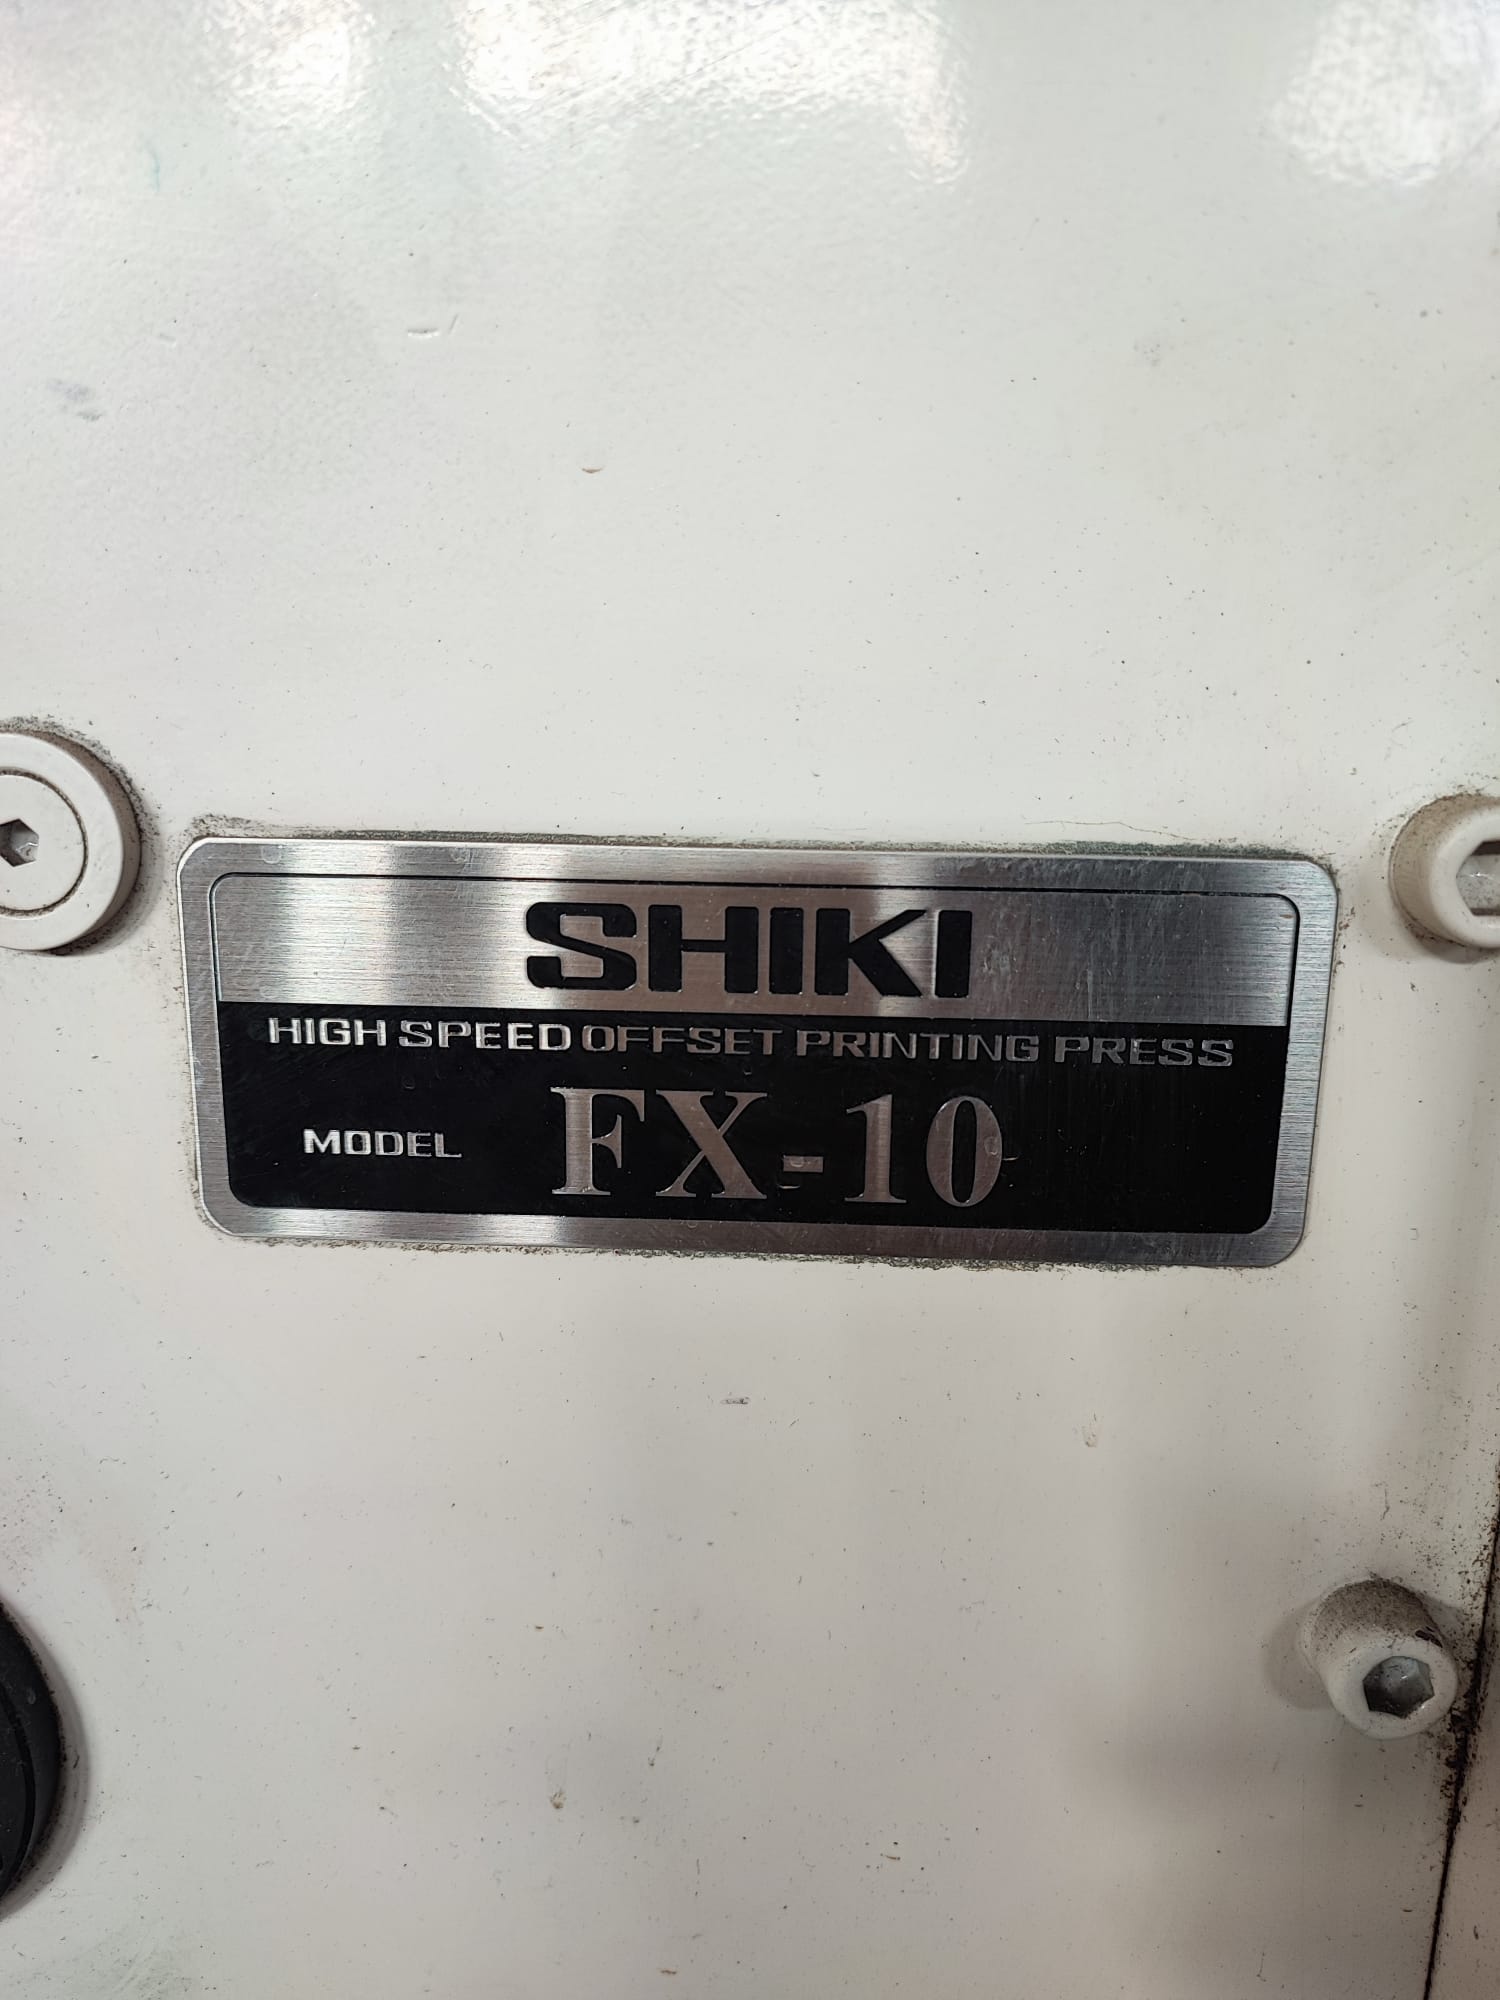 SHIKI
HIGH SPEED OFFSET PRINTING PRESS
MODEL FX-10